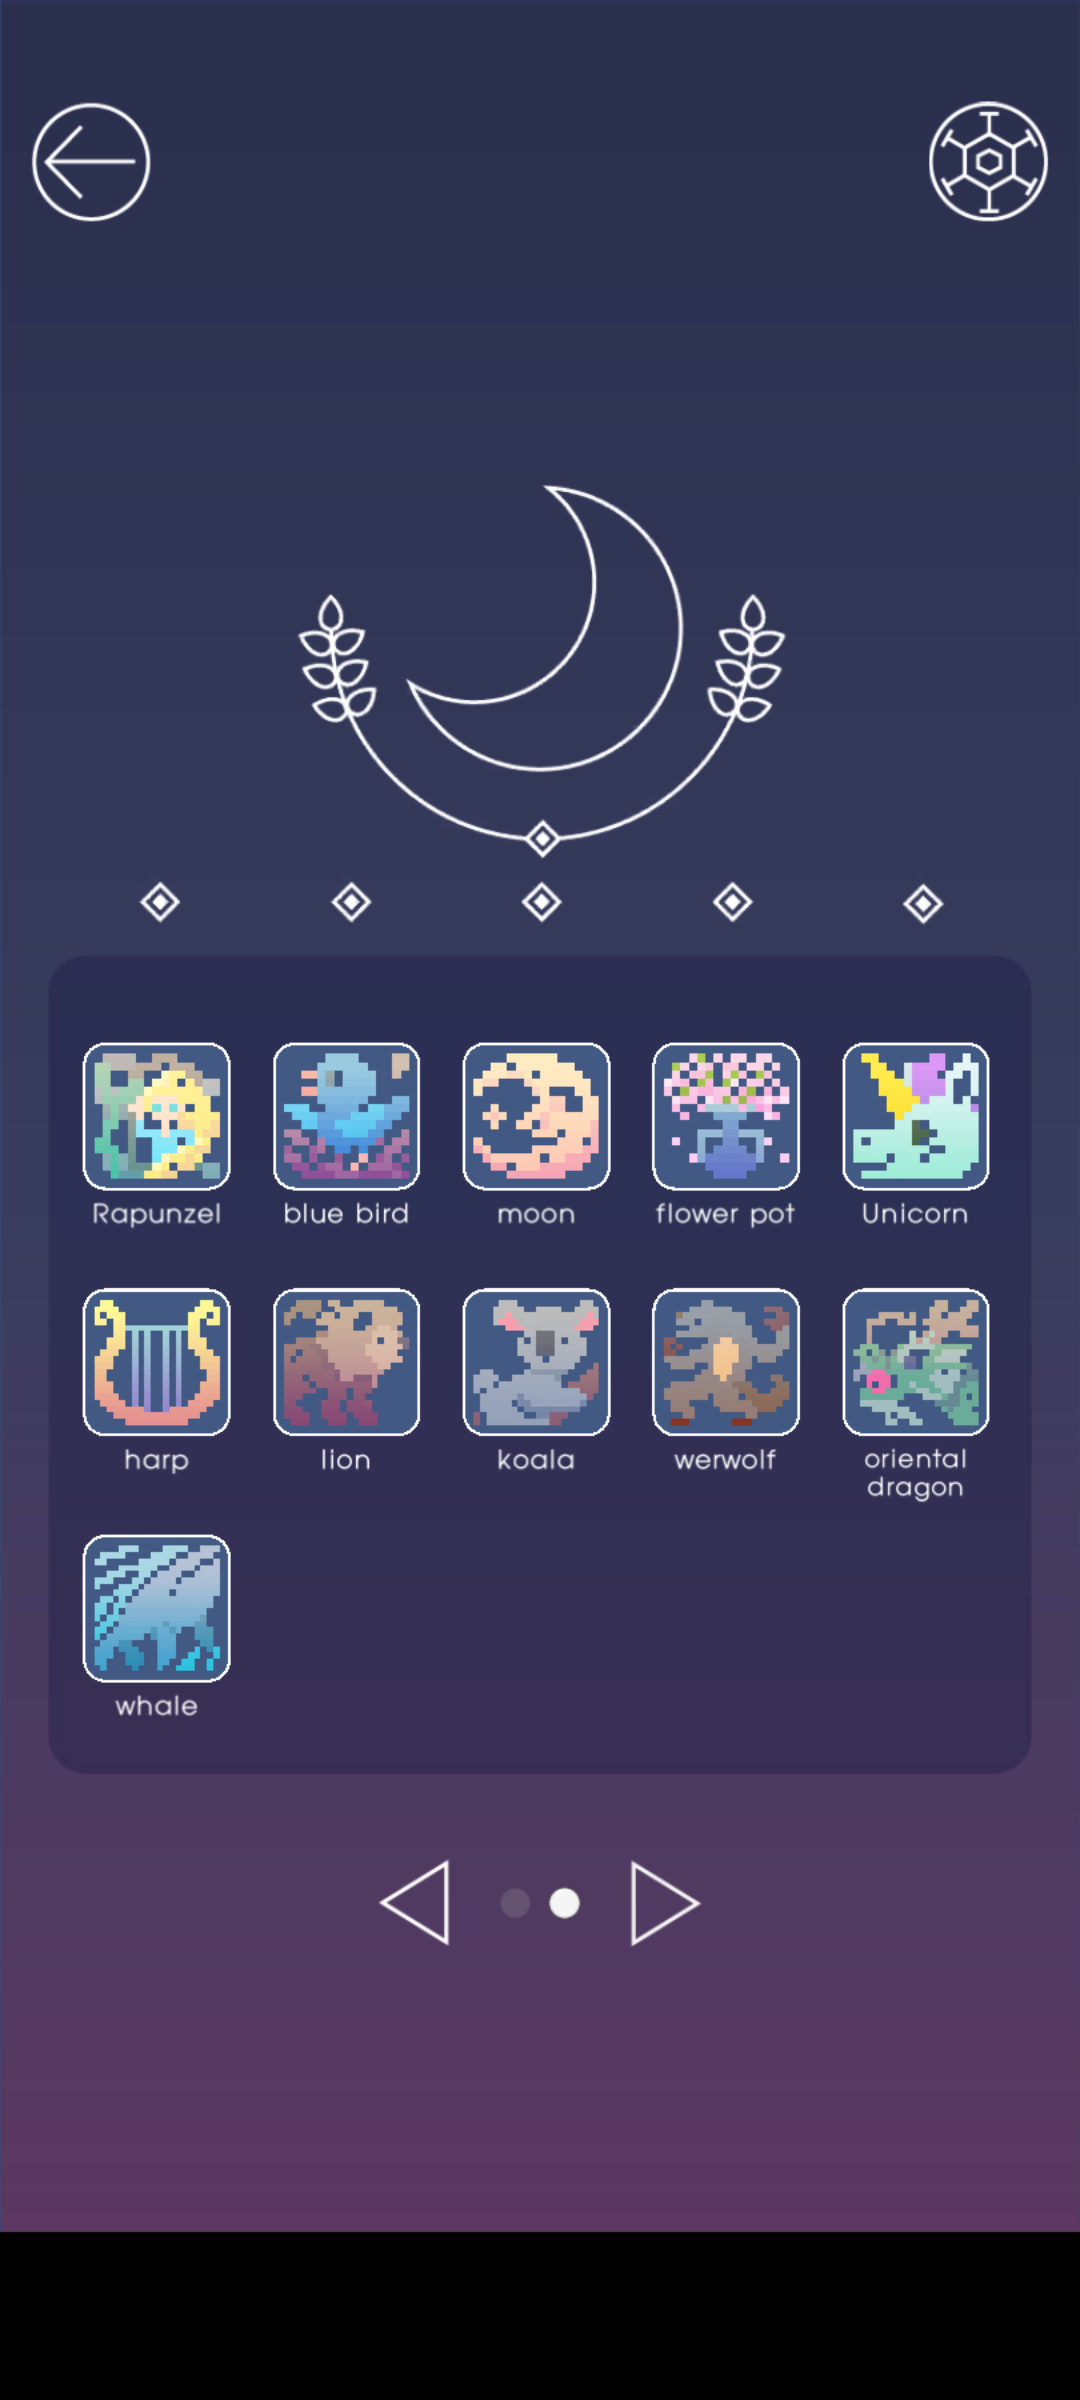 Rapunzel
blue bird
moon
flower pot
Unicorn
harp
lion
koala
werwolf
oriental
dragon
whale